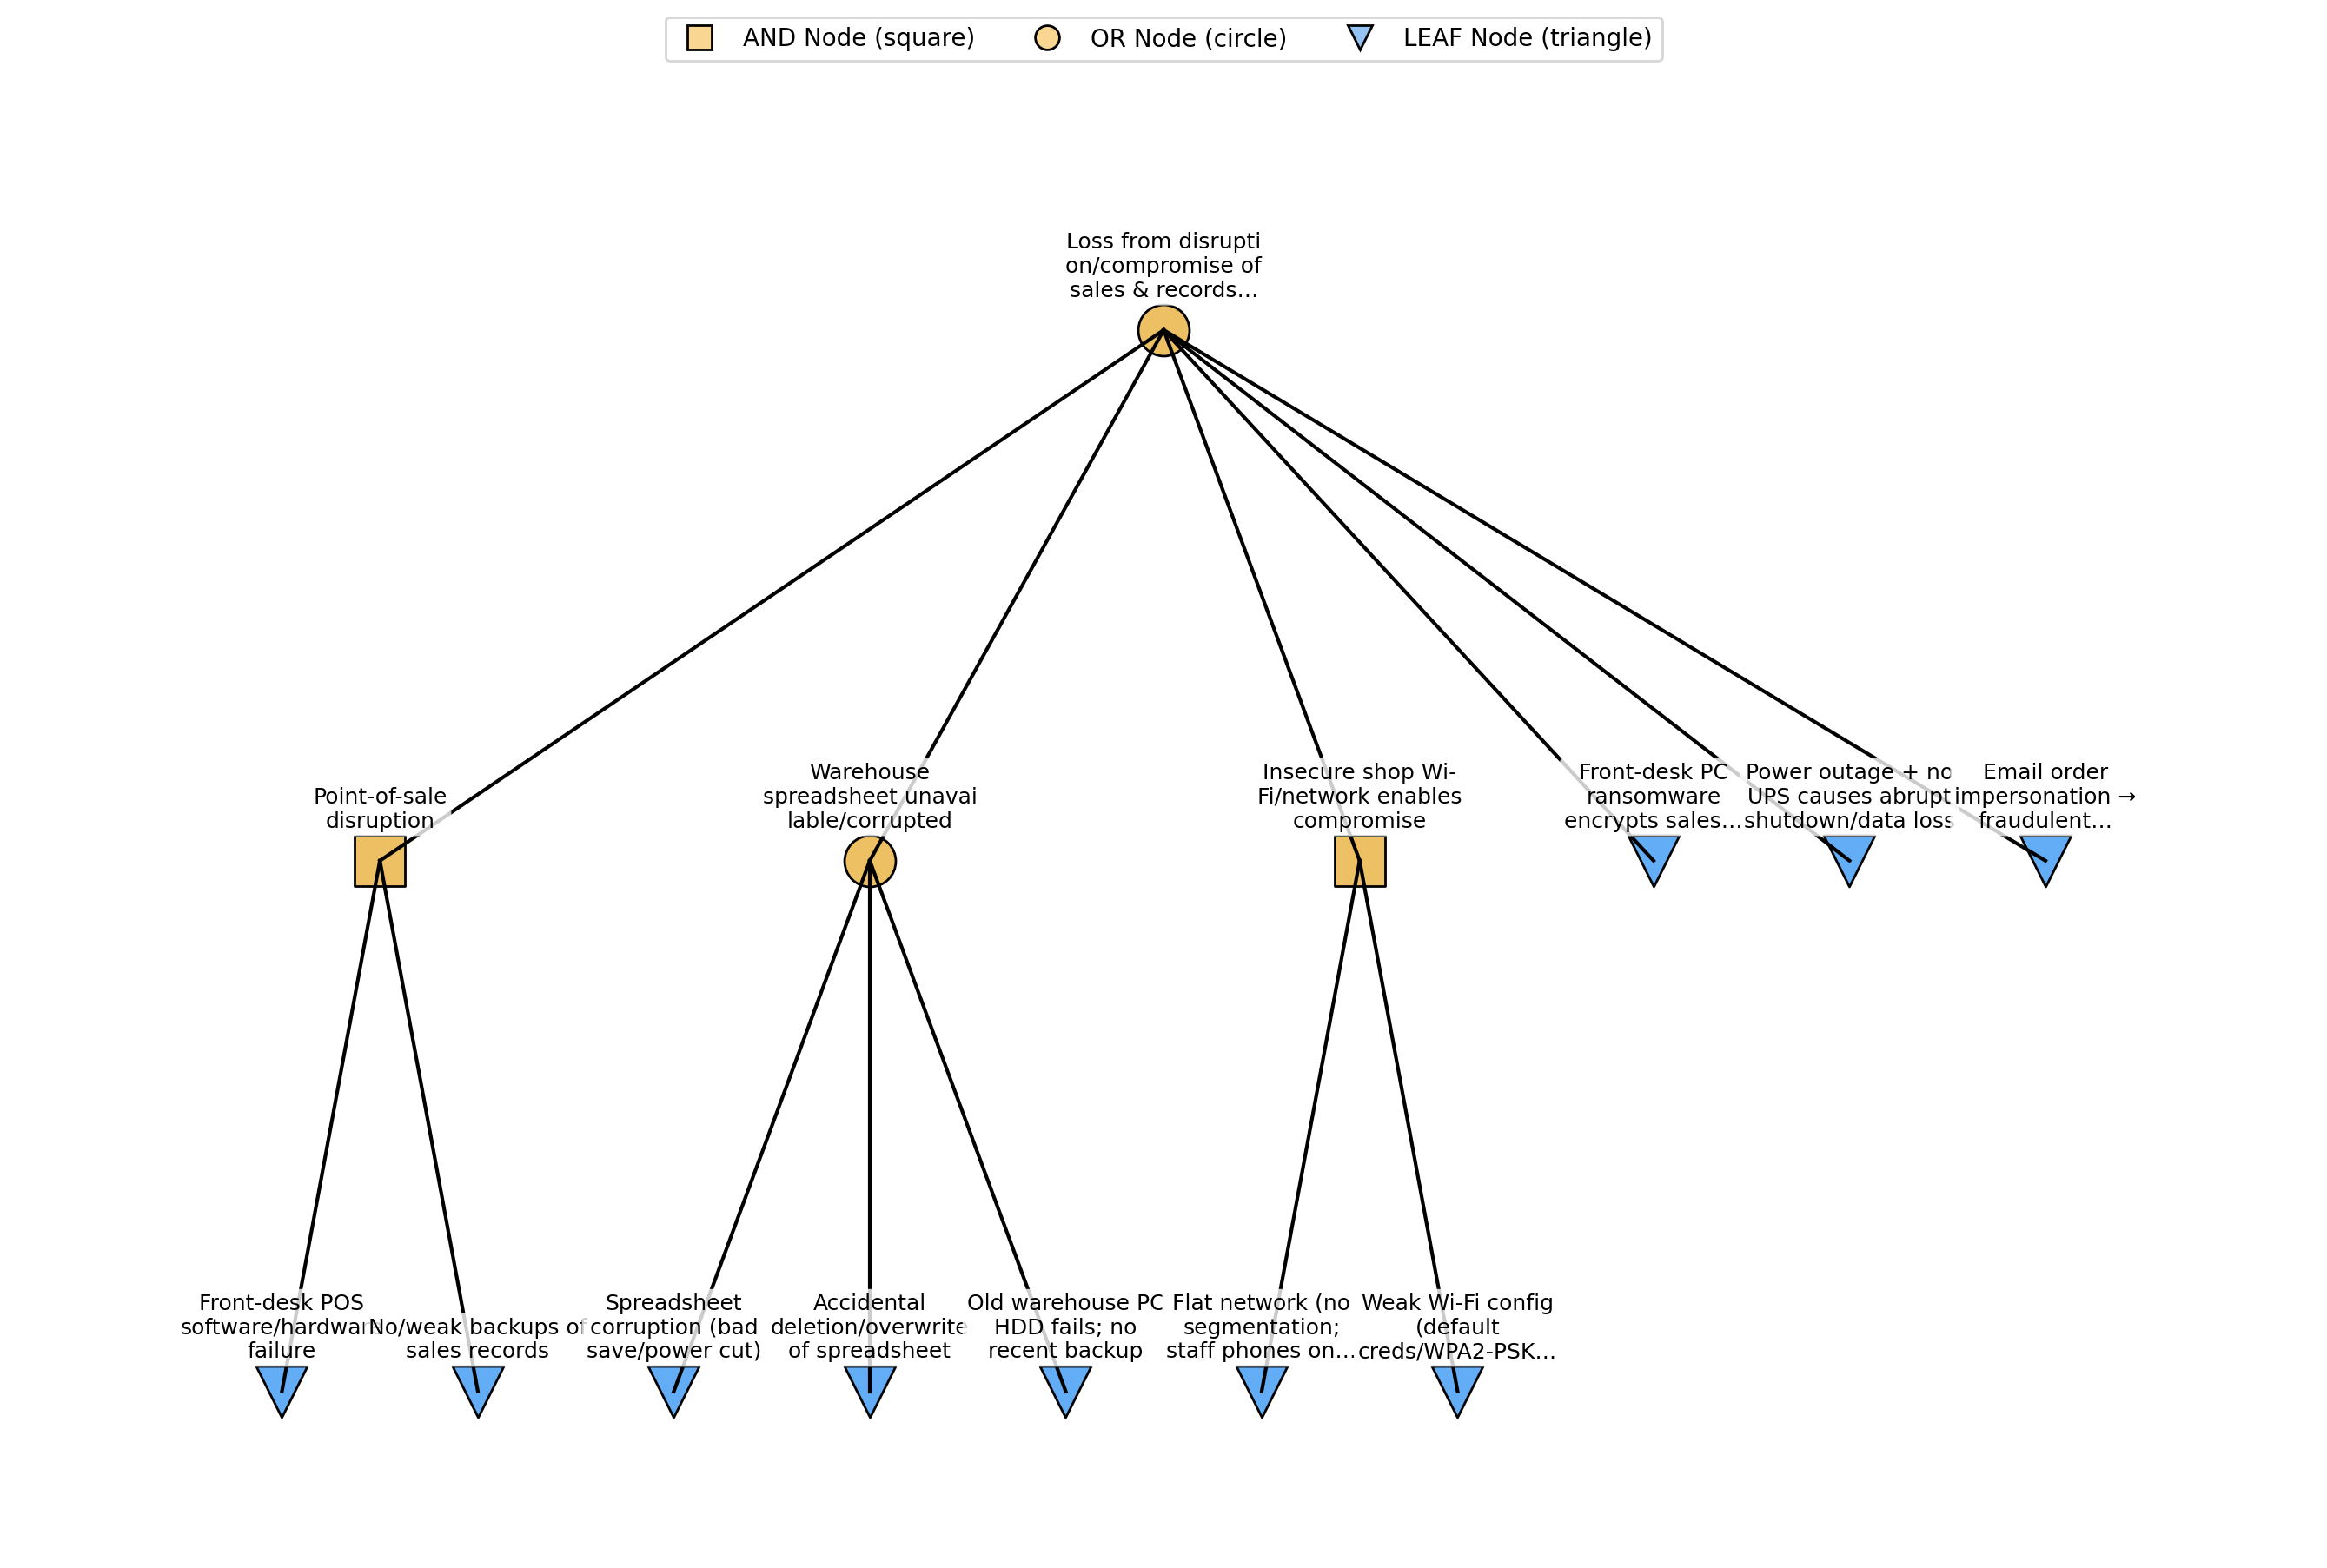 AND Node (square)
OR Node (circle)
LEAF Node (triangle)
Loss from disrupti
on/compromise of
sales & records…
Point-of-sale
disruption
Warehouse
spreadsheet unavai
lable/corrupted
Insecure shop Wi-
Fi/network enables
compromise
Front-desk PC
ransomware
encrypts sales…
Power outage + no
UPS causes abrupt
shutdown/data loss
Email order
impersonation →
fraudulent…
Front-desk POS
software/hardware
failure
No/weak backups of
sales records
Spreadsheet
corruption (bad
save/power cut)
Accidental
deletion/overwrite
of spreadsheet
Old warehouse PC
HDD fails; no
recent backup
Flat network (no
segmentation;
staff phones on…
Weak Wi-Fi config
(default
creds/WPA2-PSK…